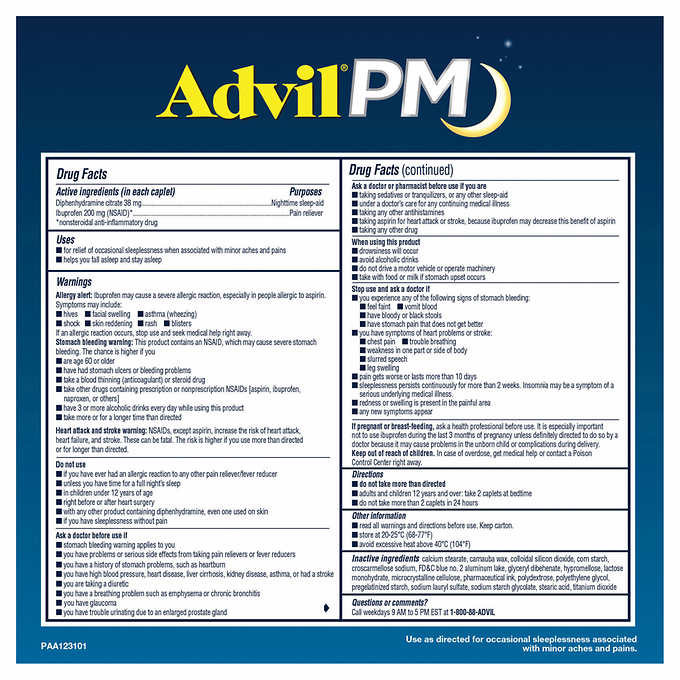 Advil® PM
Drug Facts
Active ingredients (in each caplet) Purposes
Diphenhydramine citrate 38 mg...Nighttime sleep-aid
Ibuprofen 200 mg (NSAID)*...Pain reliever
*nonsteroidal anti-inflammatory drug
Uses
■ for relief of occasional sleeplessness when associated with minor aches and pains
■ helps you fall asleep and stay asleep
Warnings
Allergy alert: Ibuprofen may cause a severe allergic reaction, especially in people allergic to aspirin.
Symptoms may include:
■ hives ■ facial swelling ■ asthma (wheezing)
■ shock ■ skin reddening ■ rash ■ blisters
If an allergic reaction occurs, stop use and seek medical help right away.
Stomach bleeding warning: This product contains an NSAID, which may cause severe stomach
bleeding. The chance is higher if you
■ are age 60 or older
■ have had stomach ulcers or bleeding problems
■ take a blood thinning (anticoagulant) or steroid drug
■ take other drugs containing prescription or nonprescription NSAIDs [aspirin, ibuprofen,
naproxen, or others]
■ have 3 or more alcoholic drinks every day while using this product
■ take more or for a longer time than directed
Heart attack and stroke warning: NSAIDs, except aspirin, increase the risk of heart attack,
heart failure, and stroke. These can be fatal. The risk is higher if you use more than directed
or for longer than directed.
Do not use
■ if you have ever had an allergic reaction to any other pain reliever/fever reducer
■ unless you have time for a full night's sleep
■ in children under 12 years of age
■ right before or after heart surgery
■ with any other product containing diphenhydramine, even one used on skin
■ if you have sleeplessness without pain
Ask a doctor before use if
■ stomach bleeding warning applies to you
■ you have problems or serious side effects from taking pain relievers or fever reducers
■ you have a history of stomach problems, such as heartburn
■ you have high blood pressure, heart disease, liver cirrhosis, kidney disease, asthma, or had a stroke
■ you are taking a diuretic
■ you have a breathing problem such as emphysema or chronic bronchitis
■ you have glaucoma
■ you have trouble urinating due to an enlarged prostate gland
Drug Facts (continued)
Ask a doctor or pharmacist before use if you are
■ taking sedatives or tranquilizers, or any other sleep-aid
■ under a doctor's care for any continuing medical illness
■ taking any other antihistamines
■ taking aspirin for heart attack or stroke, because ibuprofen may decrease this benefit of aspirin
■ taking any other drug
When using this product
■ drowsiness will occur
■ avoid alcoholic drinks
■ do not drive a motor vehicle or operate machinery
■ take with food or milk if stomach upset occurs
Stop use and ask a doctor if
■ you experience any of the following signs of stomach bleeding:
■ feel faint ■ vomit blood
■ have bloody or black stools
■ have stomach pain that does not get better
■ you have symptoms of heart problems or stroke:
■ chest pain ■ trouble breathing
■ weakness in one part or side of body
■ slurred speech
■ leg swelling
■ pain gets worse or lasts more than 10 days
■ sleeplessness persists continuously for more than 2 weeks. Insomnia may be a symptom of a
serious underlying medical illness.
■ redness or swelling is present in the painful area
■ any new symptoms appear
If pregnant or breast-feeding, ask a health professional before use. It is especially important
not to use ibuprofen during the last 3 months of pregnancy unless definitely directed to do so by a
doctor because it may cause problems in the unborn child or complications during delivery.
Keep out of reach of children. In case of overdose, get medical help or contact a Poison
Control Center right away.
Directions
■ do not take more than directed
■ adults and children 12 years and over: take 2 caplets at bedtime
■ do not take more than 2 caplets in 24 hours
Other information
■ read all warnings and directions before use. Keep carton.
■ store at 20-25°C (68-77°F)
■ avoid excessive heat above 40°C (104°F)
Inactive ingredients calcium stearate, carnauba wax, colloidal silicon dioxide, corn starch,
croscarmellose sodium, FD&C blue no. 2 aluminum lake, glyceryl dibehenate, hypromellose, lactose
monohydrate, microcrystalline cellulose, pharmaceutical ink, polydextrose, polyethylene glycol,
pregelatinized starch, sodium lauryl sulfate, sodium starch glycolate, stearic acid, titanium dioxide
Questions or comments?
Call weekdays 9 AM to 5 PM EST at 1-800-88-ADVIL
PAA123101
Use as directed for occasional sleeplessness associated
with minor aches and pains.